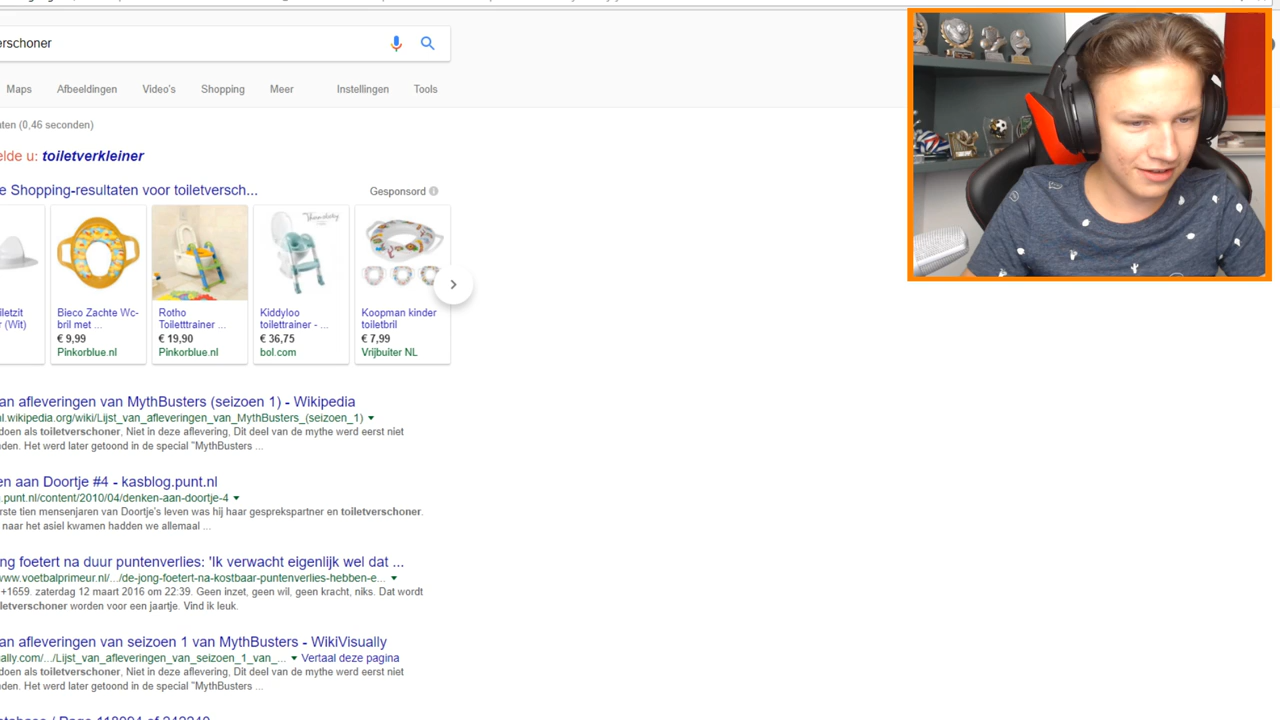 erschoner
Maps Afbeeldingen Video's Shopping Meer Instellingen Tools
ten (0,46 seconden)
elde u: toiletverkleiner
e Shopping-resultaten voor toiletversch... Gesponsord
iletzit
r (Wit)
Bieco Zachte Wc-
bril met ...
€ 9,99
Pinkorblue.nl
Rotho
Toiletttrainer ...
€ 19,90
Pinkorblue.nl
Kiddyloo
toilettrainer - ...
€ 36,75
bol.com
Koopman kinder
toiletbril
€ 7,99
Vrijbuiter NL
an afleveringen van MythBusters (seizoen 1) - Wikipedia
nl.wikipedia.org/wiki/Lijst_van_afleveringen_van_MythBusters_(seizoen_1)
doen als toiletverschoner, Niet in deze aflevering, Dit deel van de mythe werd eerst niet
den. Het werd later getoond in de special "MythBusters ...
en aan Doortje #4 - kasblog.punt.nl
.punt.nl/content/2010/04/denken-aan-doortje-4
rste tien mensenjaren van Doortje's leven was hij haar gesprekspartner en toiletverschoner.
naar het asiel kwamen hadden we allemaal ...
ng foetert na duur puntenverlies: 'Ik verwacht eigenlijk wel dat ...
www.voetbalprimeur.nl/.../de-jong-foetert-na-kostbaar-puntenverlies-hebben-e...
+1659. zaterdag 12 maart 2016 om 22:39. Geen inzet, geen wil, geen kracht, niks. Dat wordt
letverschoner worden voor een jaartje. Vind ik leuk.
an afleveringen van seizoen 1 van MythBusters - WikiVisually
ally.com/.../Lijst_van_afleveringen_van_seizoen_1_van_... Vertaal deze pagina
doen als toiletverschoner, Niet in deze aflevering, Dit deel van de mythe werd eerst niet
den. Het werd later getoond in de special "MythBusters ...